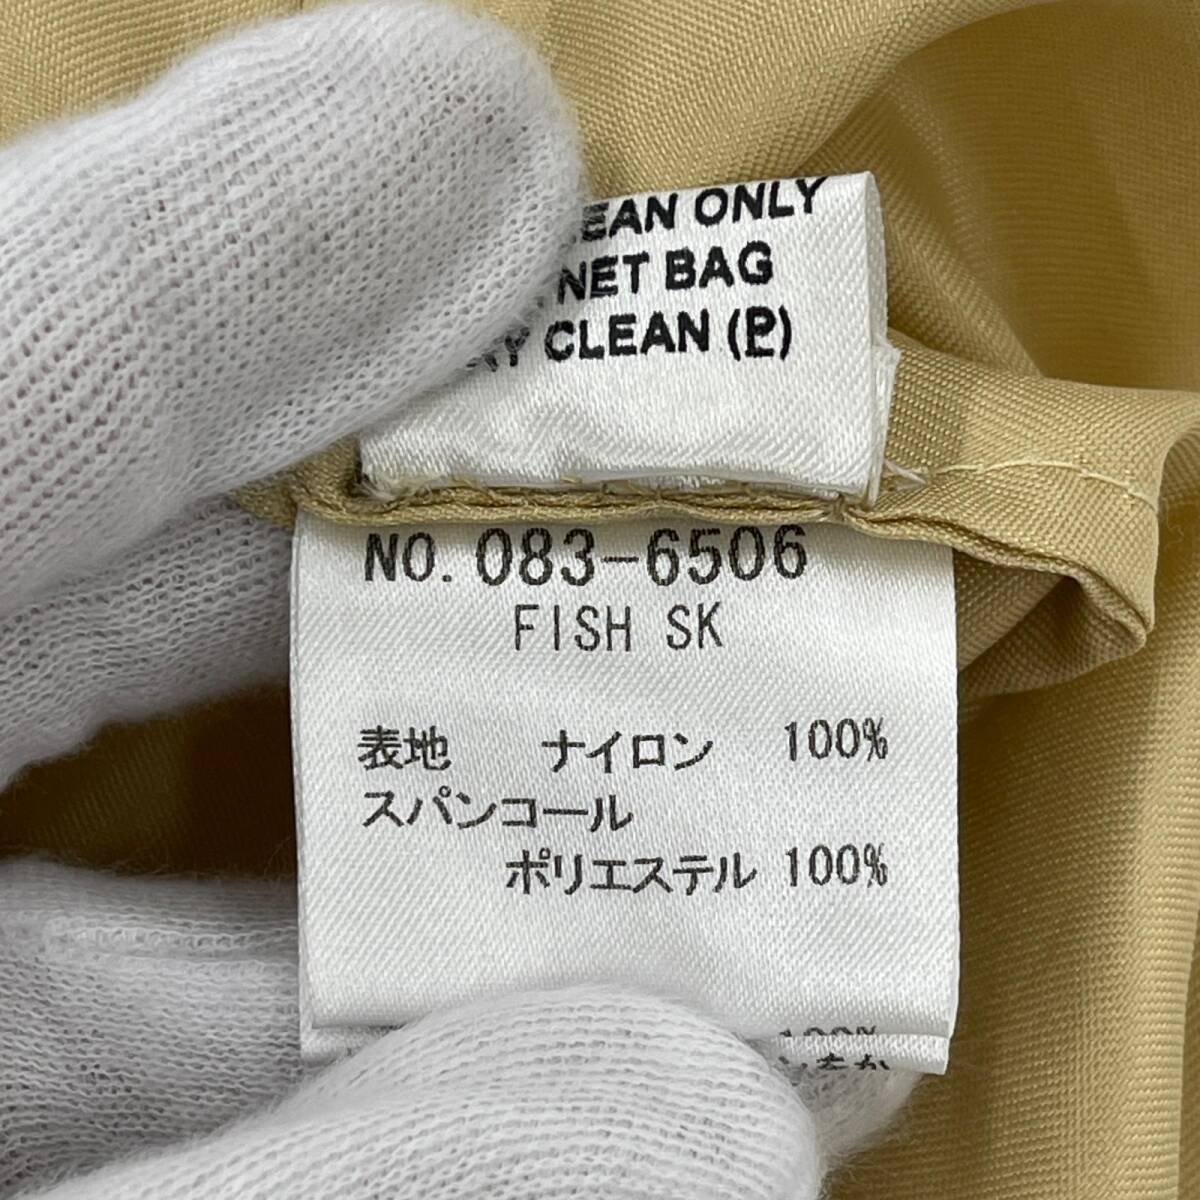 ONLY
NET BAG
CLEAN (P)
NO. 083-6506
FISH SK
表地 ナイロン 100%
スパンコール
ポリエステル 100%
100%